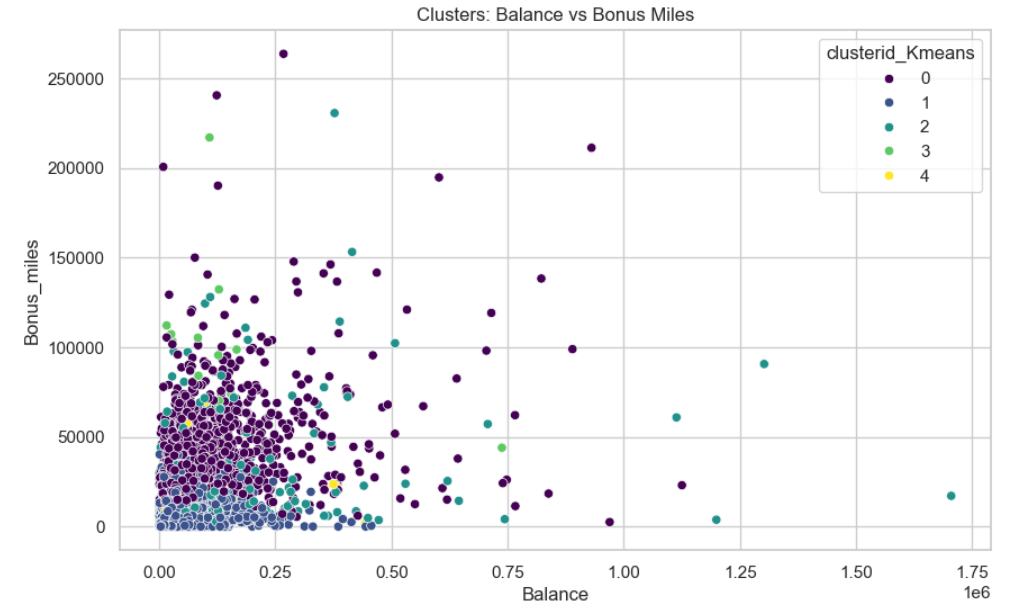 Clusters: Balance vs Bonus Miles
clusterid_Kmeans
0
1
2
3
4
Bonus_miles
250000
200000
150000
100000
50000
0
0.00 0.25 0.50 0.75 1.00 1.25 1.50 1.75
1e6
Balance